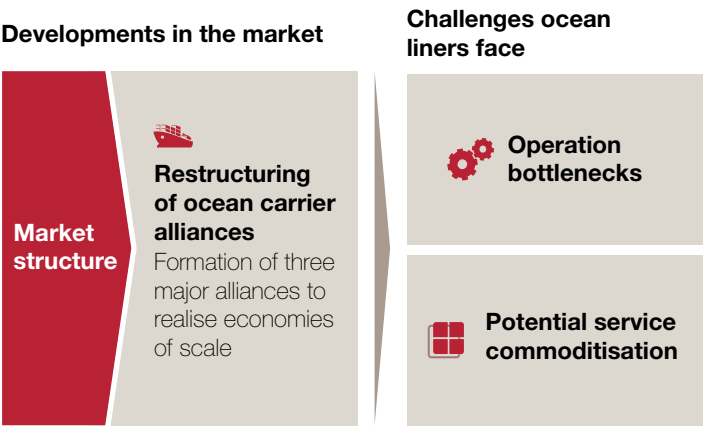 Developments in the market
Challenges ocean
liners face
Market
structure
Restructuring
of ocean carrier
alliances
Formation of three
major alliances to
realise economies
of scale
Operation
bottlenecks
Potential service
commoditisation